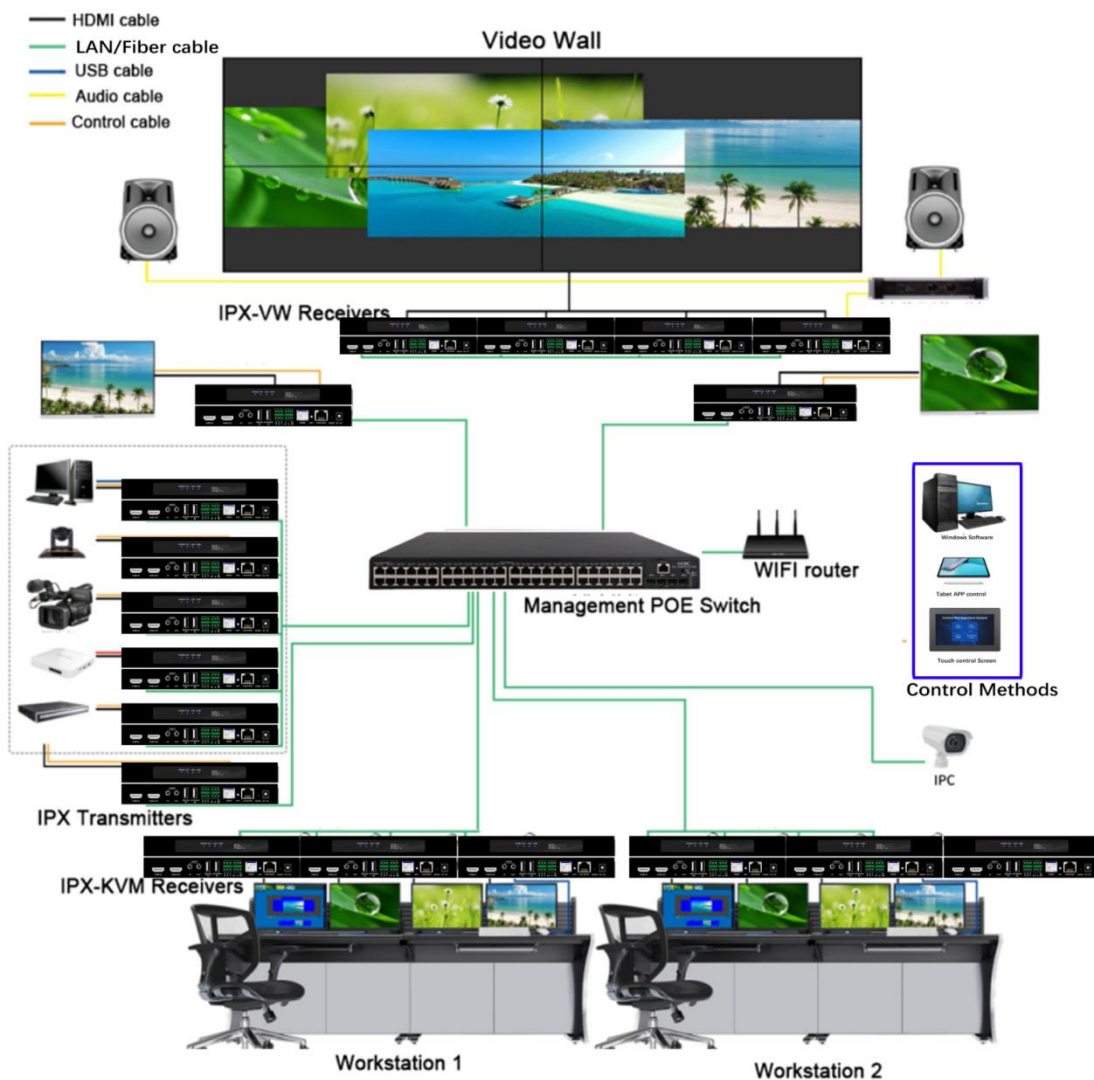 HDMI cable
LAN/Fiber cable
USB cable
Audio cable
Control cable
Video Wall
IPX-VW Receivers
Windows Software
WIFI router
Tabet APP control
Management POE Switch
Touch control Screen
Control Methods
IPC
IPX Transmitters
IPX-KVM Receivers
Workstation 1
Workstation 2